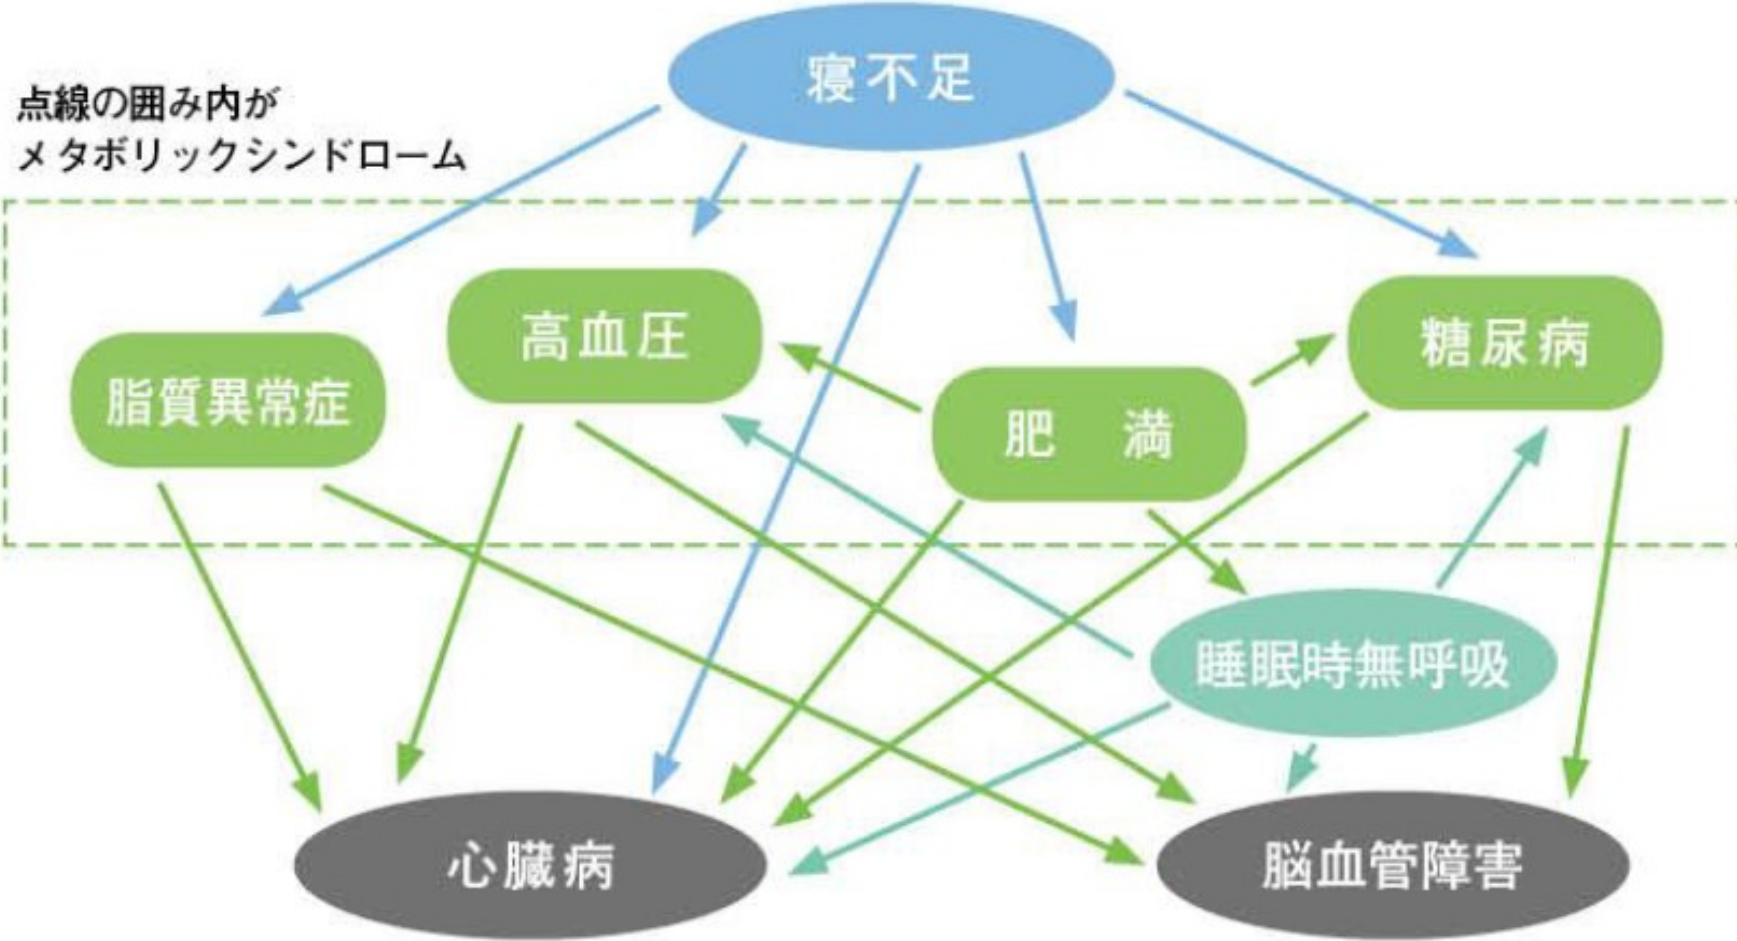 寝不足
点線の囲み内が
メタボリックシンドローム
脂質異常症
高血圧
肥　満
糖尿病
睡眠時無呼吸
心臓病
脳血管障害